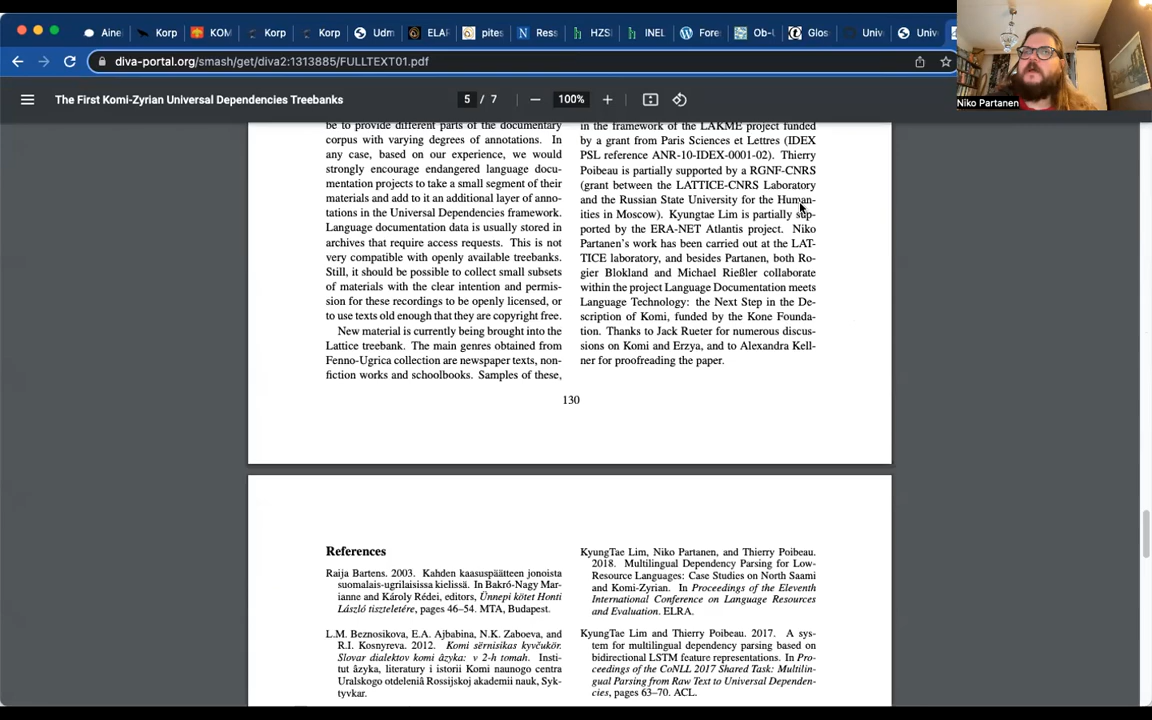 Aine
Korp
KOM
Korp
Korp
Udm
ELAR
pites
Ress
HZSI
INEL
Fore
Ob-U
Glos
Univ
Univ
diva-portal.org/smash/get/diva2:1313885/FULLTEXT01.pdf
Niko Partanen
The First Komi-Zyrian Universal Dependencies Treebanks
5 / 7
100%
be to provide different parts of the documentary
corpus with varying degrees of annotations. In
any case, based on our experience, we would
strongly encourage endangered language docu-
mentation projects to take a small segment of their
materials and add to it an additional layer of anno-
tations in the Universal Dependencies framework.
Language documentation data is usually stored in
archives that require access requests. This is not
very compatible with openly available treebanks.
Still, it should be possible to collect small subsets
of materials with the clear intention and permis-
sion for these recordings to be openly licensed, or
to use texts old enough that they are copyright free.
New material is currently being brought into the
Lattice treebank. The main genres obtained from
Fenno-Ugrica collection are newspaper texts, non-
fiction works and schoolbooks. Samples of these,
in the framework of the LAKME project funded
by a grant from Paris Sciences et Lettres (IDEX
PSL reference ANR-10-IDEX-0001-02). Thierry
Poibeau is partially supported by a RGNF-CNRS
(grant between the LATTICE-CNRS Laboratory
and the Russian State University for the Human-
ities in Moscow). Kyungtae Lim is partially sup-
ported by the ERA-NET Atlantis project. Niko
Partanen's work has been carried out at the LAT-
TICE laboratory, and besides Partanen, both Ro-
gier Blokland and Michael Rießler collaborate
within the project Language Documentation meets
Language Technology: the Next Step in the De-
scription of Komi, funded by the Kone Founda-
tion. Thanks to Jack Rueter for numerous discus-
sions on Komi and Erzya, and to Alexandra Kell-
ner for proofreading the paper.
130
References
Raija Bartens. 2003. Kahden kaasuspäätteen jonoista
suomalais-ugrilaisissa kielissä. In Bakró-Nagy Mar-
ianne and Károly Rédei, editors, Ünnepi kötet Honti
László tiszteletére, pages 46–54. MTA, Budapest.
L.M. Beznosikova, E.A. Ajbabina, N.K. Zaboeva, and
R.I. Kosnyreva. 2012. Komi sërnisikas kyvčukör.
Slovar dialektov komi âzyka: v 2-h tomah. Insti-
tut âzyka, literatury i istorii Komi naunogo centra
Uralskogo otdeleniâ Rossijskoj akademii nauk, Syk-
tyvkar.
KyungTae Lim, Niko Partanen, and Thierry Poibeau.
2018. Multilingual Dependency Parsing for Low-
Resource Languages: Case Studies on North Saami
and Komi-Zyrian. In Proceedings of the Eleventh
International Conference on Language Resources
and Evaluation. ELRA.
KyungTae Lim and Thierry Poibeau. 2017. A sys-
tem for multilingual dependency parsing based on
bidirectional LSTM feature representations. In Pro-
ceedings of the CoNLL 2017 Shared Task: Multilin-
gual Parsing from Raw Text to Universal Dependen-
cies, pages 63–70. ACL.